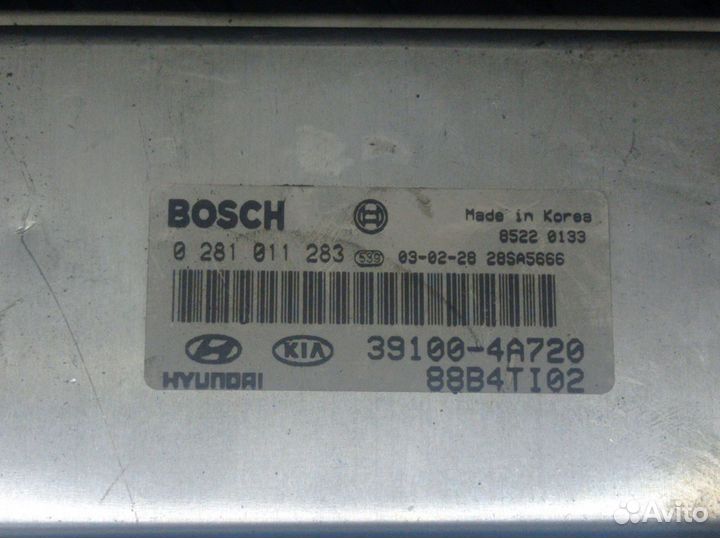 BOSCH
Made in Korea
8522 0133
0 281 011 283 539 03-02-28 28SA5666
HYUNDAI
KIA
39100-4A720
88B4TI02
Avito